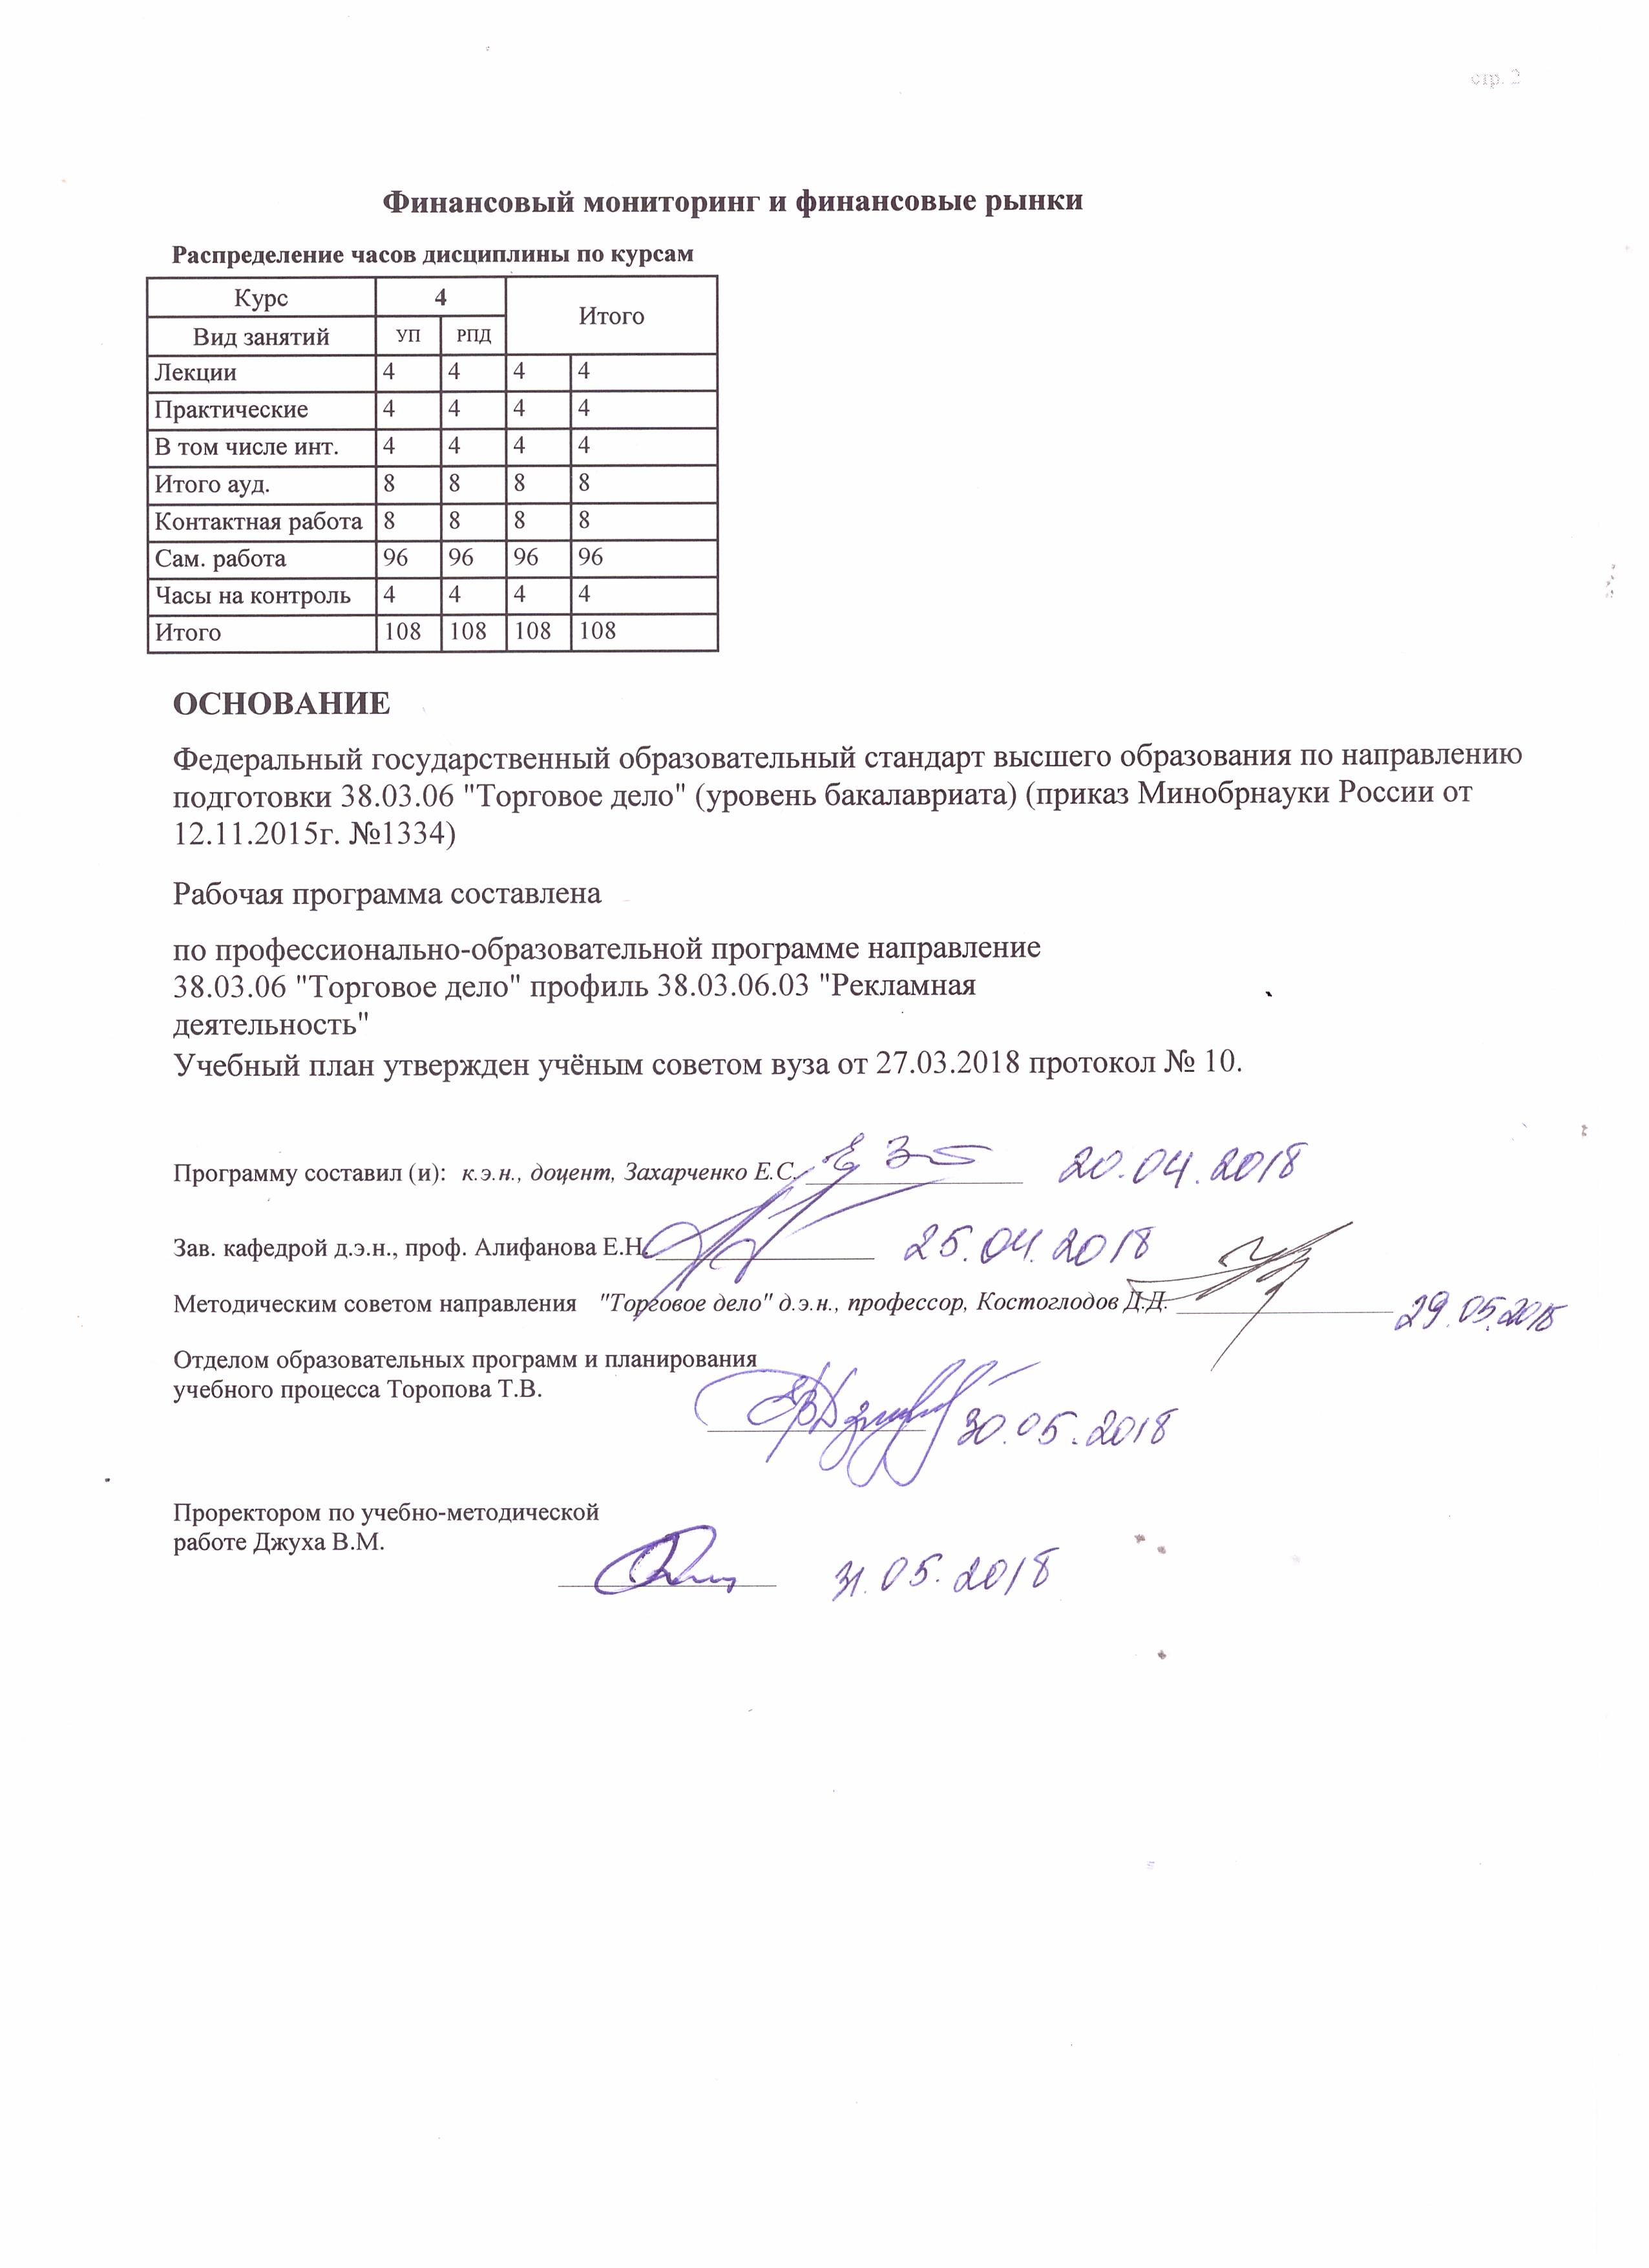 стр. 2
Финансовый мониторинг и финансовые рынки
Распределение часов дисциплины по курсам
Курс 4 Итого
Вид занятий УП РПД
Лекции 4 4 4 4
Практические 4 4 4 4
В том числе инт. 4 4 4 4
Итого ауд. 8 8 8 8
Контактная работа 8 8 8 8
Сам. работа 96 96 96 96
Часы на контроль 4 4 4 4
Итого 108 108 108 108
ОСНОВАНИЕ
Федеральный государственный образовательный стандарт высшего образования по направлению
подготовки 38.03.06 "Торговое дело" (уровень бакалавриата) (приказ Минобрнауки России от
12.11.2015г. №1334)
Рабочая программа составлена
по профессионально-образовательной программе направление
38.03.06 "Торговое дело" профиль 38.03.06.03 "Рекламная
деятельность"
Учебный план утвержден учёным советом вуза от 27.03.2018 протокол № 10.
Программу составил (и): к.э.н., доцент, Захарченко Е.С. 20.04.2018
Зав. кафедрой д.э.н., проф. Алифанова Е.Н. 25.04.2018
Методическим советом направления "Торговое дело" д.э.н., профессор, Костоглодов Д.Д. 29.05.2018
Отделом образовательных программ и планирования
учебного процесса Торопова Т.В.
30.05.2018
Проректором по учебно-методической
работе Джуха В.М.
31.05.2018